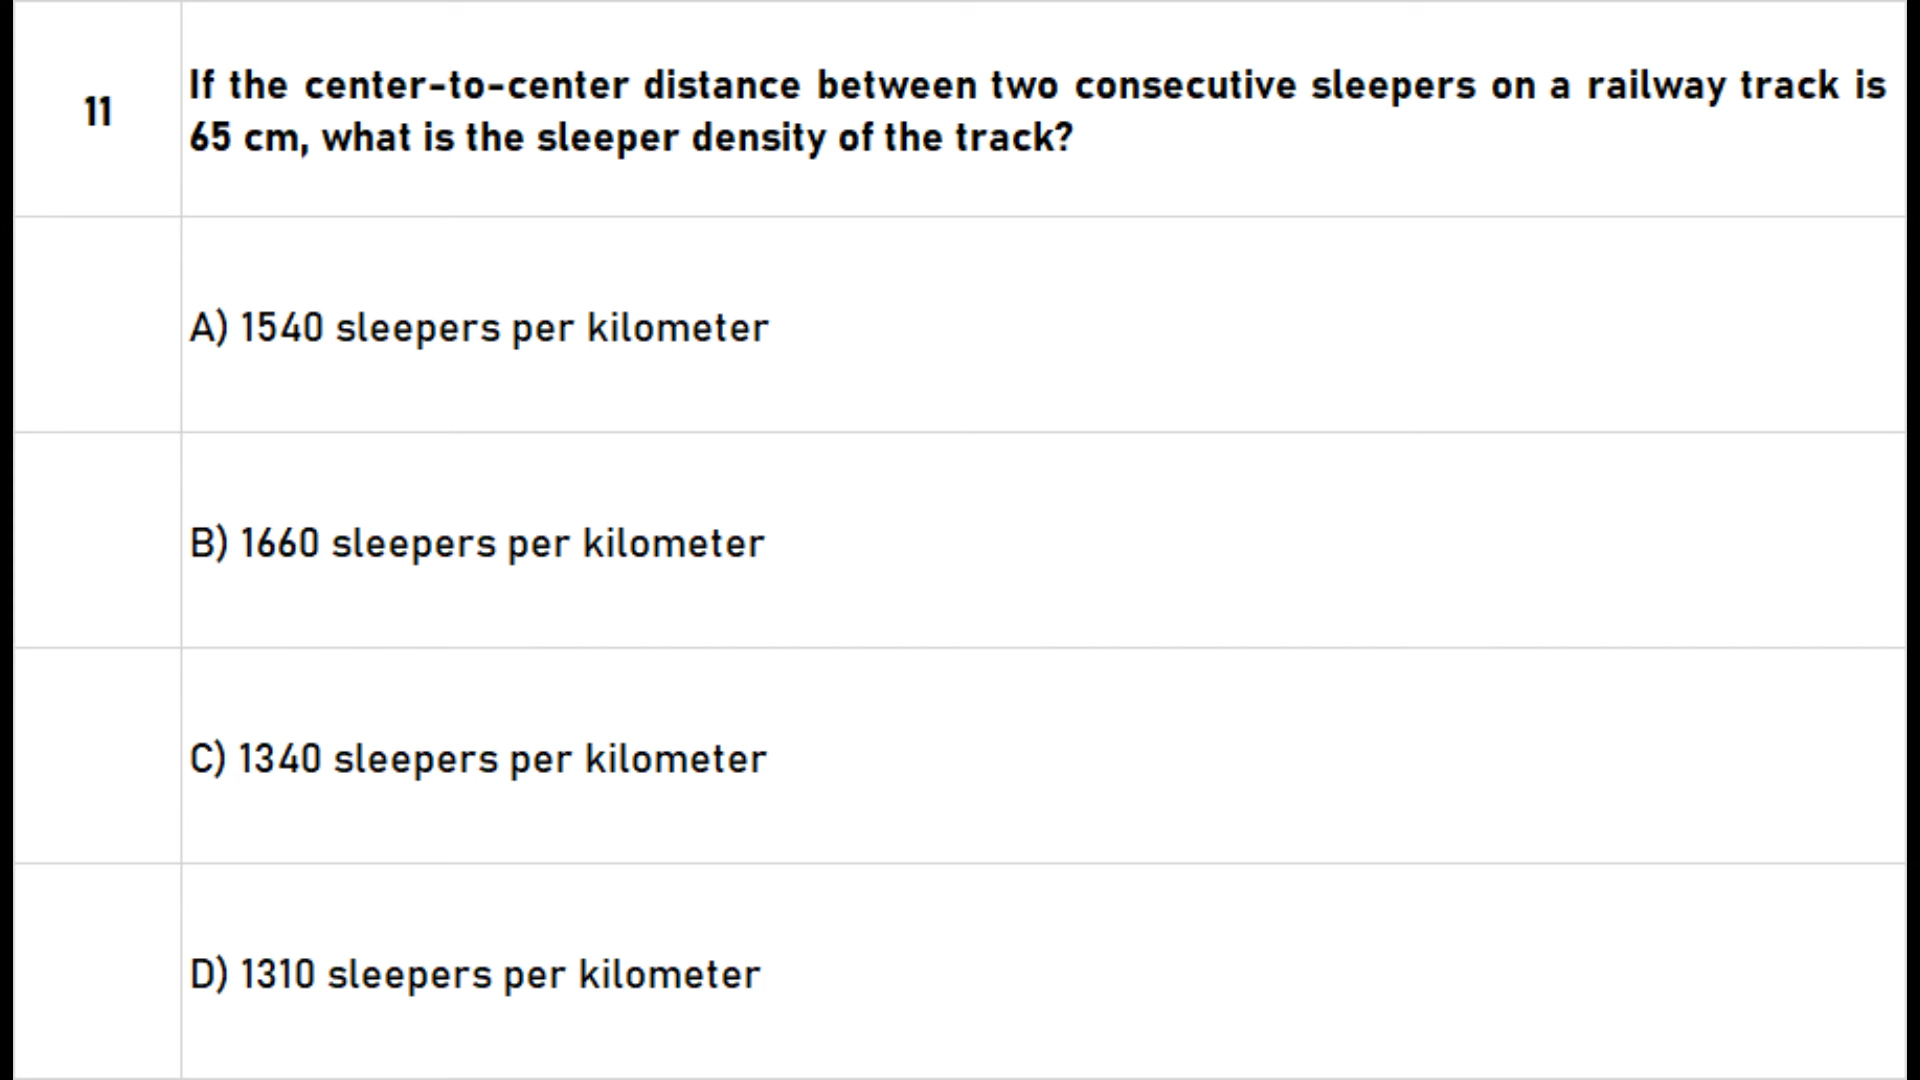 11
If the center-to-center distance between two consecutive sleepers on a railway track is
65 cm, what is the sleeper density of the track?
A) 1540 sleepers per kilometer
B) 1660 sleepers per kilometer
C) 1340 sleepers per kilometer
D) 1310 sleepers per kilometer